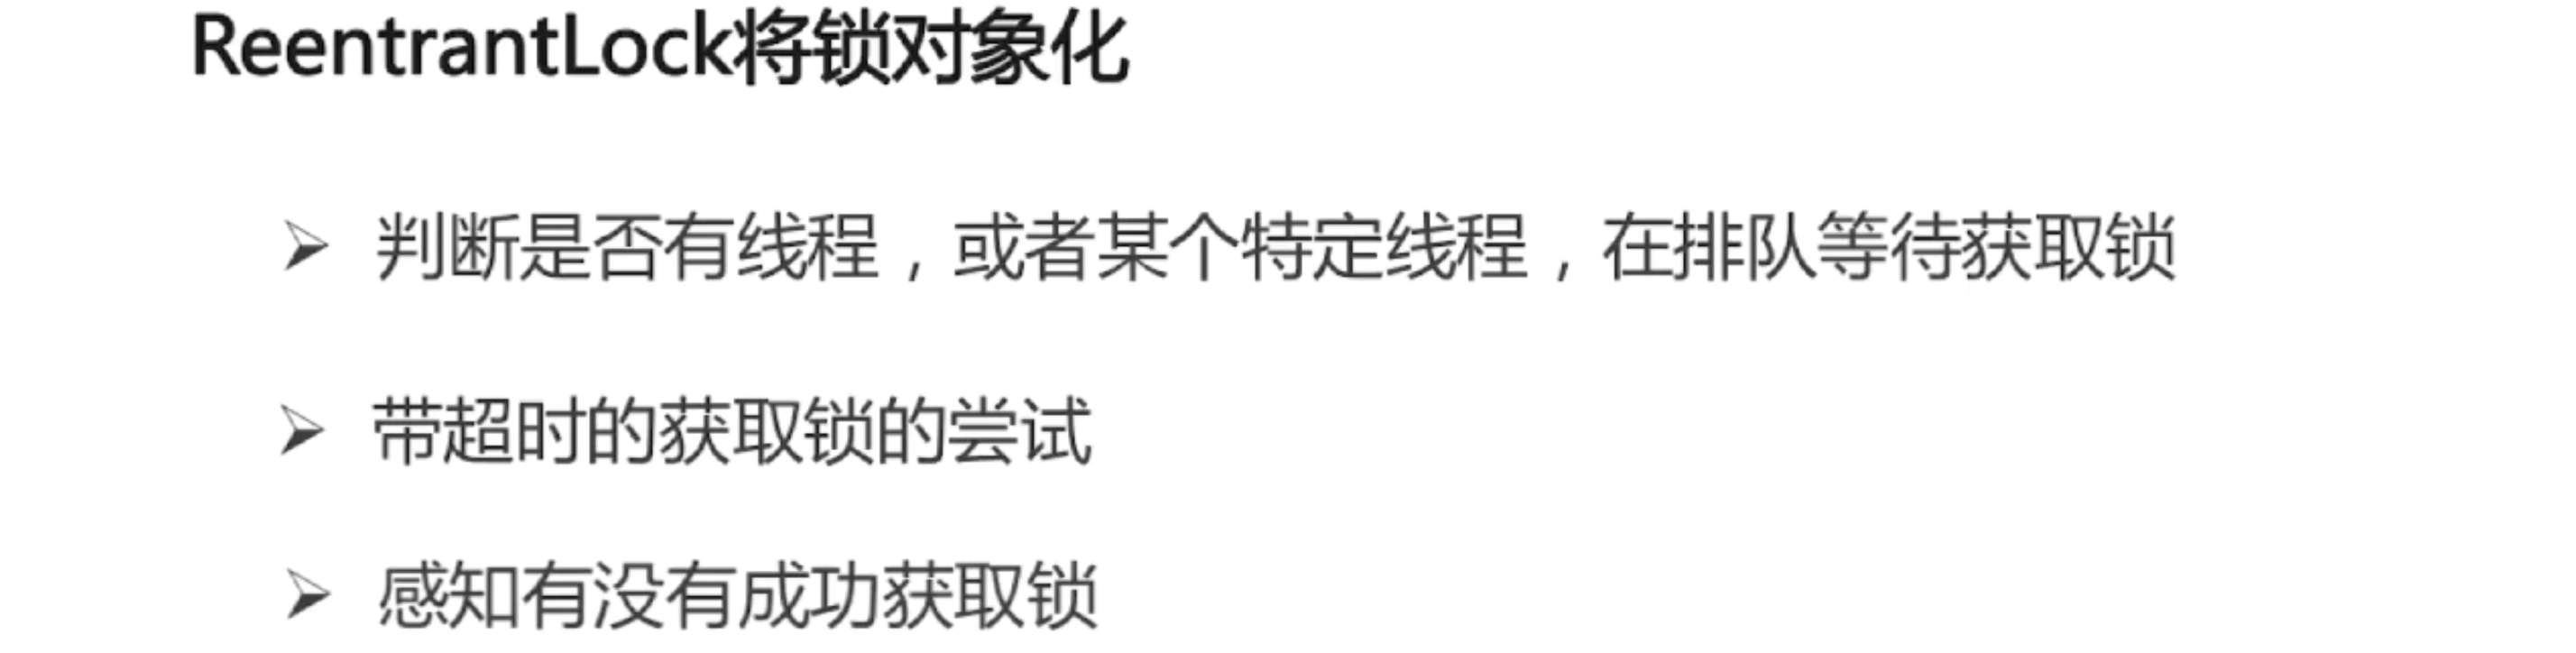 ReentrantLock将锁对象化
➢ 判断是否有线程，或者某个特定线程，在排队等待获取锁
➢ 带超时的获取锁的尝试
➢ 感知有没有成功获取锁